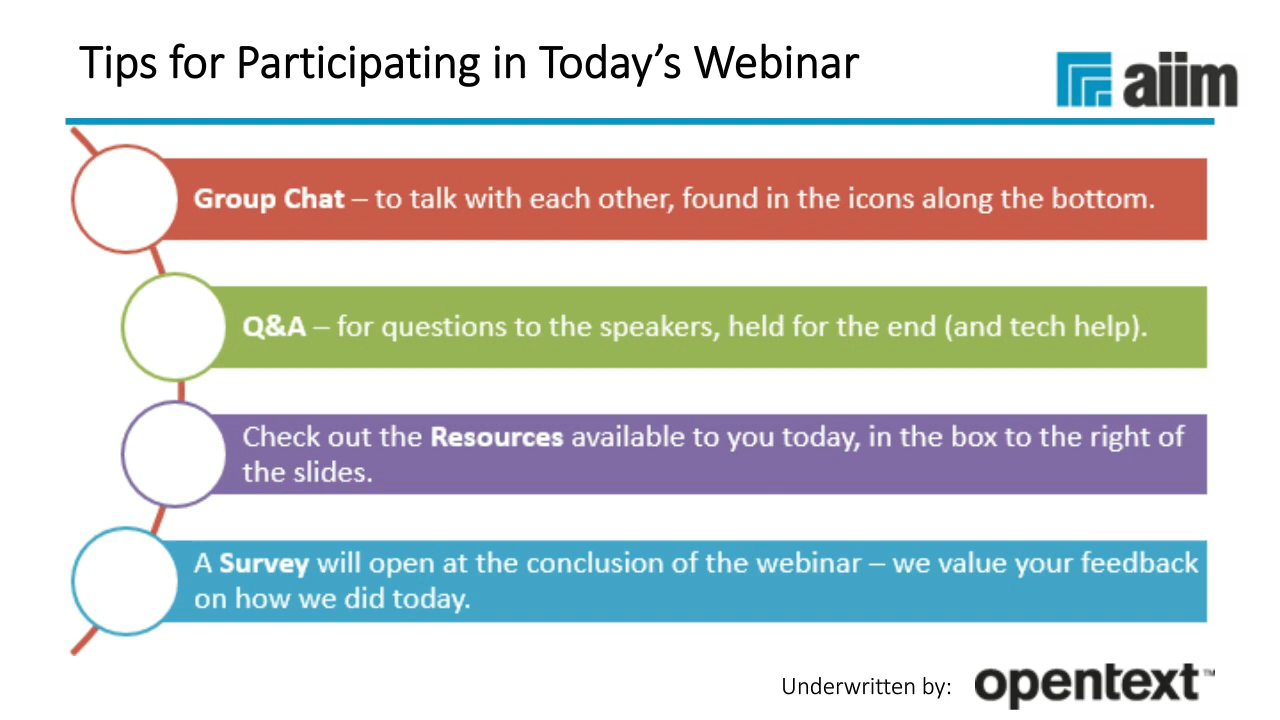 Tips for Participating in Today’s Webinar
aiim
Group Chat – to talk with each other, found in the icons along the bottom.
Q&A – for questions to the speakers, held for the end (and tech help).
Check out the Resources available to you today, in the box to the right of
the slides.
A Survey will open at the conclusion of the webinar – we value your feedback
on how we did today.
Underwritten by: opentext™